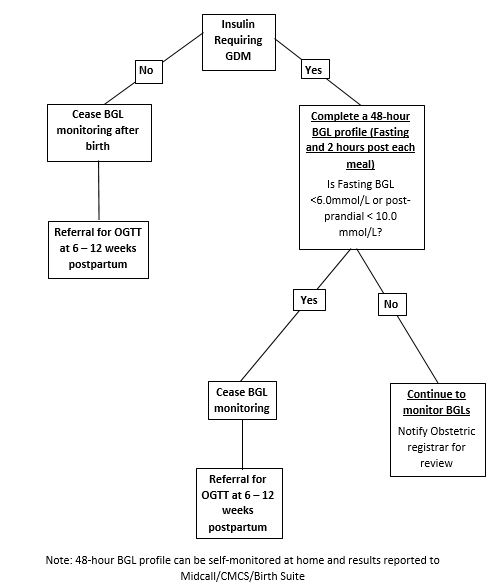 Insulin
Requiring
GDM
No
Yes
Cease BGL
monitoring after
birth
Complete a 48-hour
BGL profile (Fasting
and 2 hours post each
meal)
Is Fasting BGL
<6.0mmol/L or post-
prandial < 10.0
mmol/L?
Referral for OGTT
at 6 – 12 weeks
postpartum
Yes
No
Cease BGL
monitoring
Continue to
monitor BGLs
Notify Obstetric
registrar for
review
Referral for
OGTT at 6 – 12
weeks
postpartum
Note: 48-hour BGL profile can be self-monitored at home and results reported to
Midcall/CMCS/Birth Suite